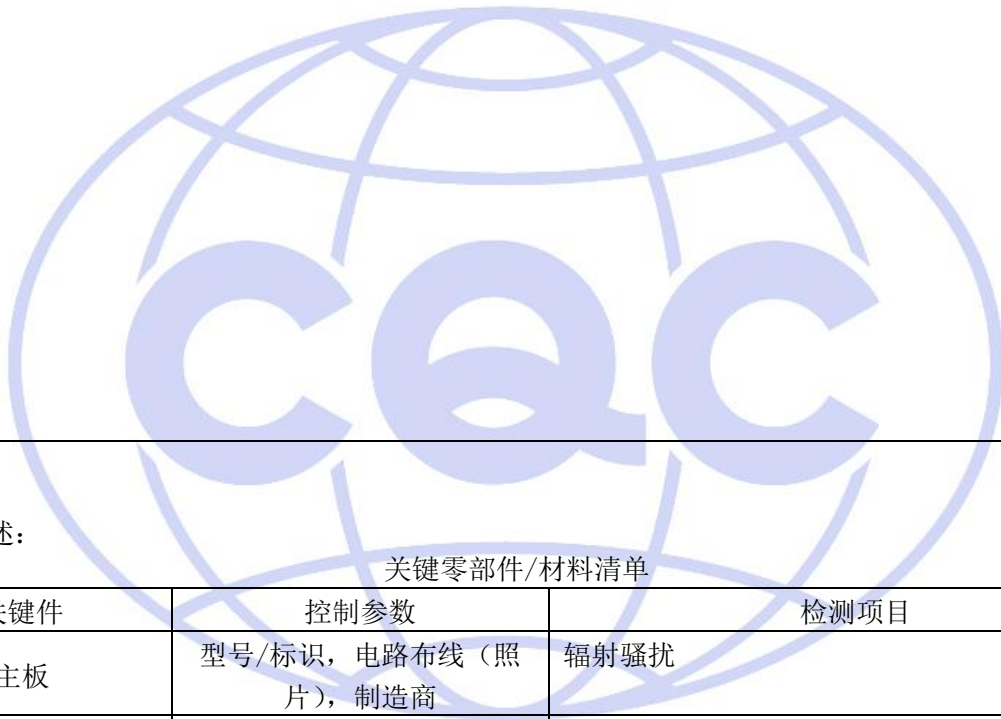 CQC
述：
关键零部件/材料清单
键件 控制参数 检测项目
主板 型号/标识，电路布线（照 辐射骚扰
片），制造商